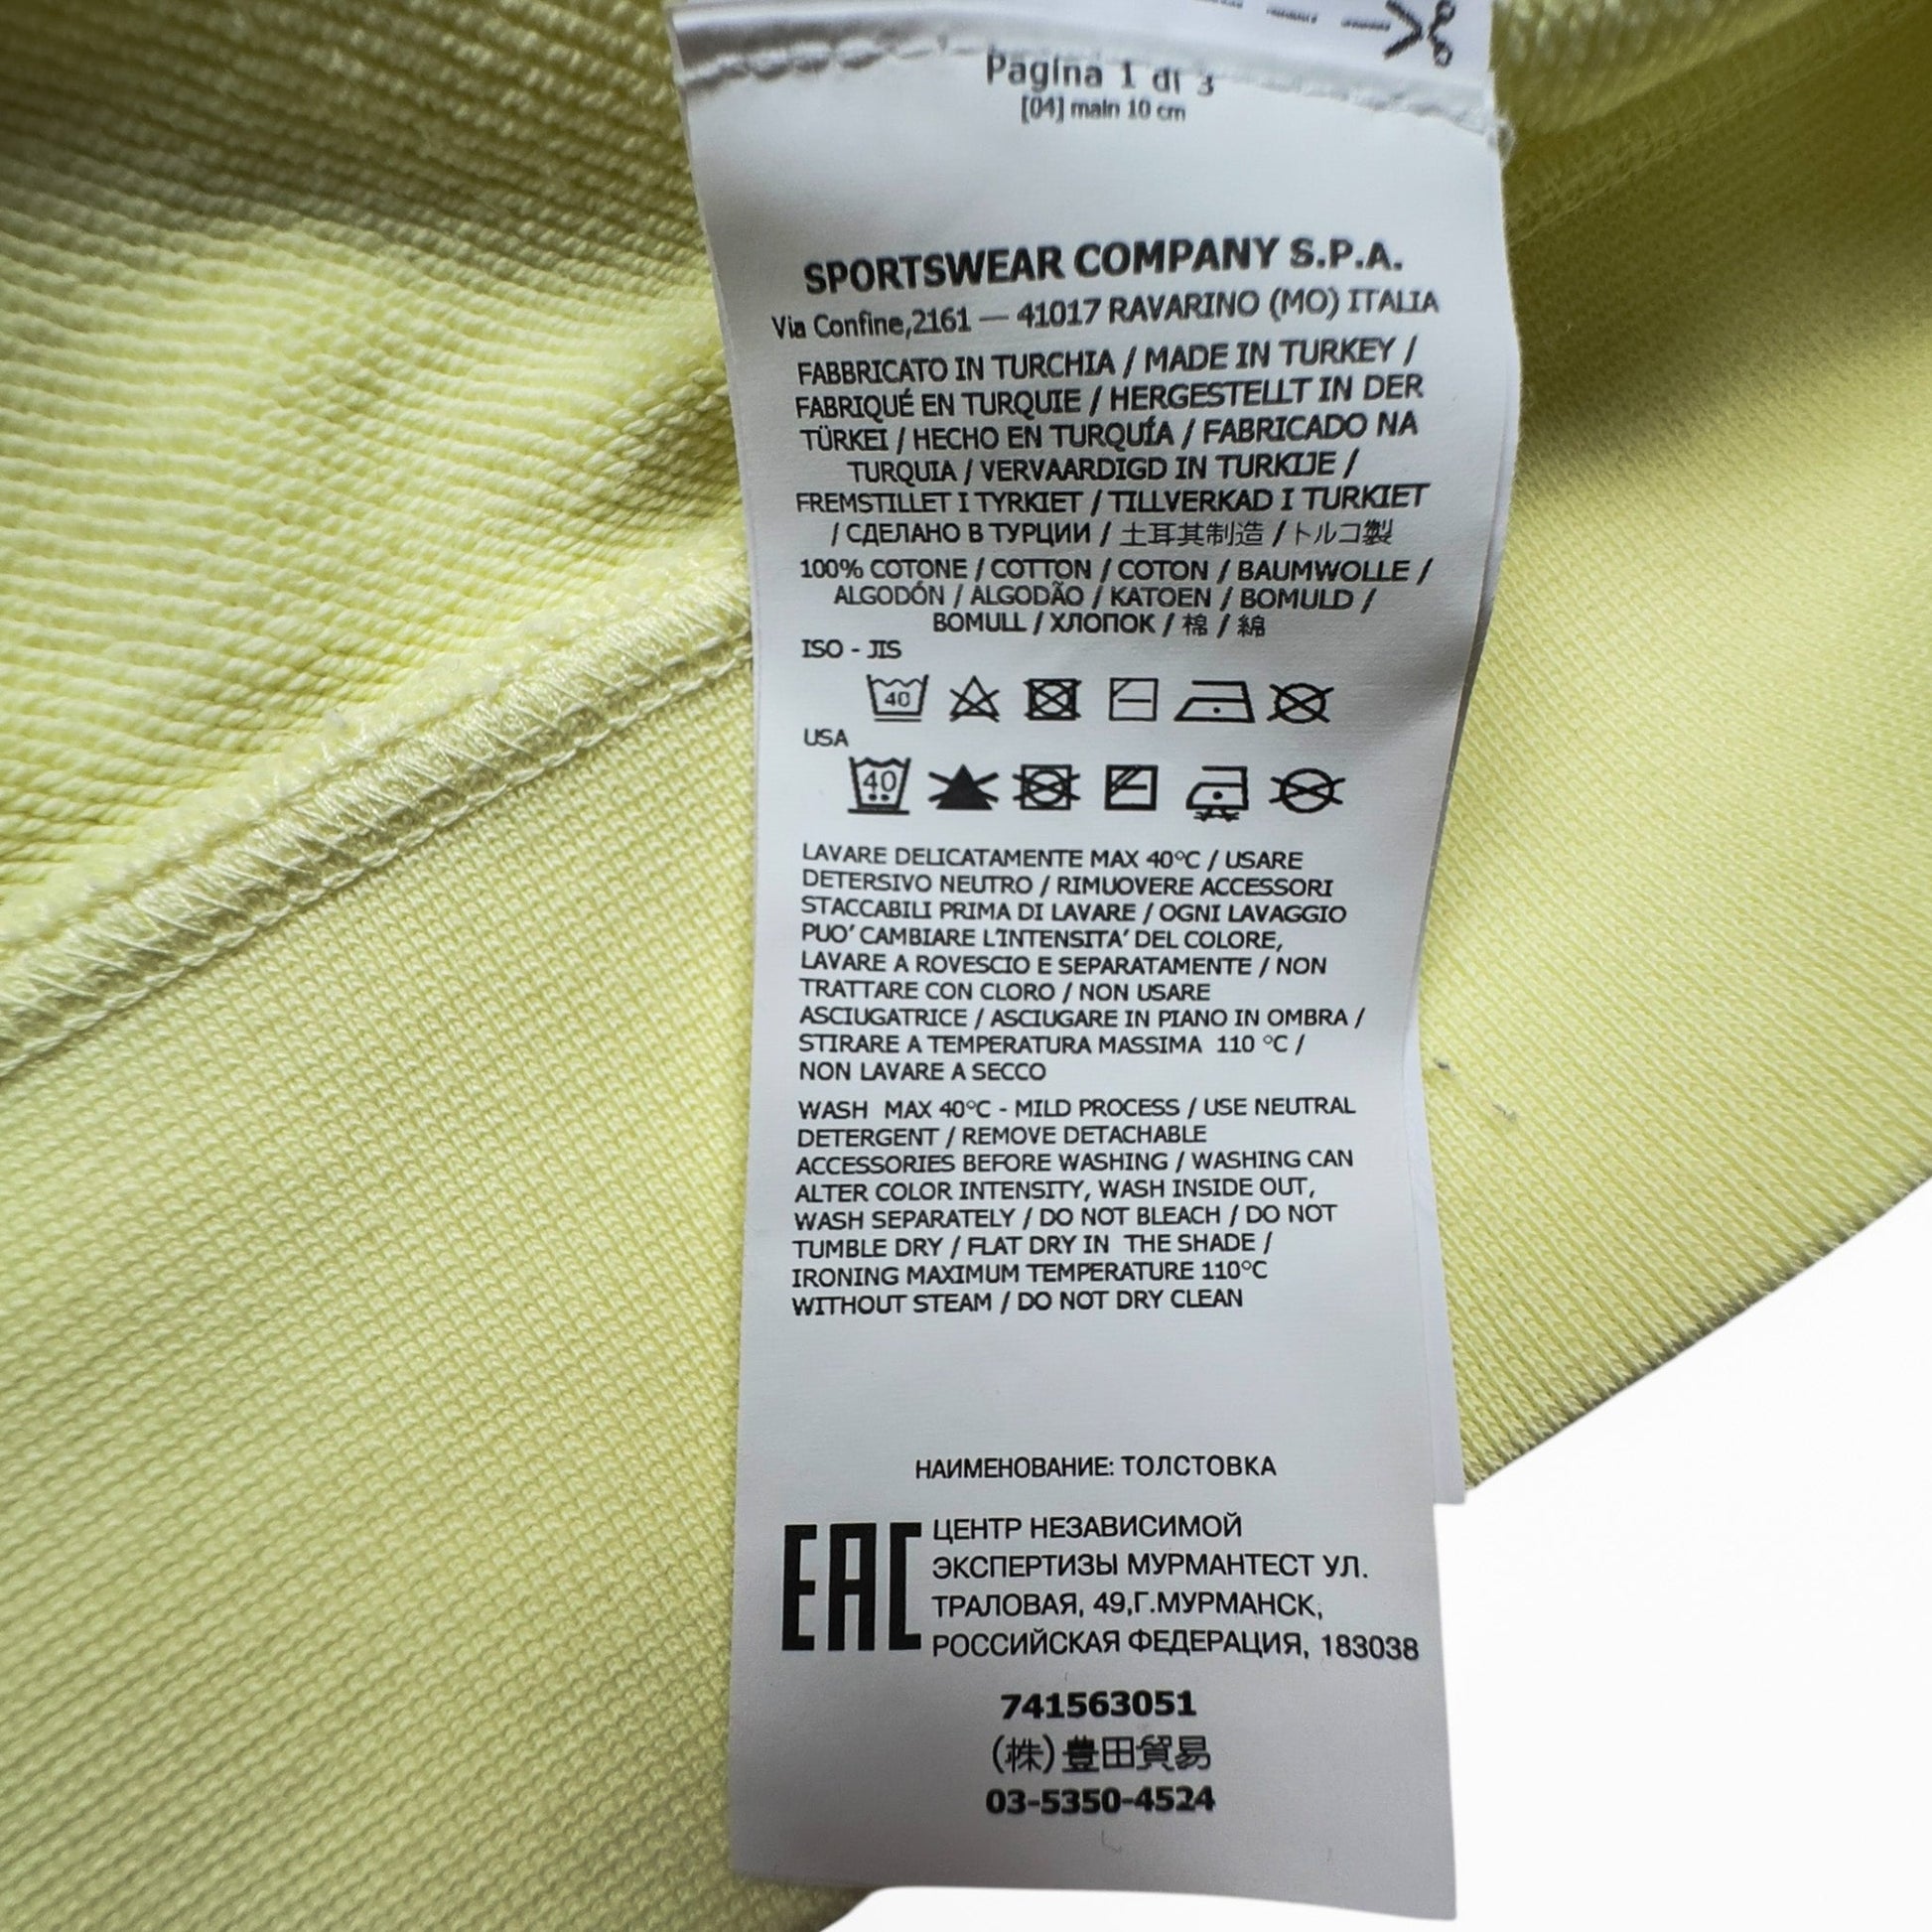 Pagina 1 di 3
[04] main 10 cm
SPORTSWEAR COMPANY S.P.A.
Via Confine,2161 — 41017 RAVARINO (MO) ITALIA
FABBRICATO IN TURCHIA / MADE IN TURKEY /
FABRIQUÉ EN TURQUIE / HERGESTELLT IN DER
TÜRKEI / HECHO EN TURQUÍA / FABRICADO NA
TURQUIA / VERVAARDIGD IN TURKIJE /
FREMSTILLET I TYRKIET / TILLVERKAD I TURKIET
/ СДЕЛАНО В ТУРЦИИ / 土耳其制造 / トルコ製
100% COTONE / COTTON / COTON / BAUMWOLLE /
ALGODÓN / ALGODÃO / KATOEN / BOMULD /
BOMULL / ХЛОПОК / 棉 / 綿
ISO - JIS
40
USA
40
LAVARE DELICATAMENTE MAX 40°C / USARE
DETERSIVO NEUTRO / RIMUOVERE ACCESSORI
STACCABILI PRIMA DI LAVARE / OGNI LAVAGGIO
PUO' CAMBIARE L'INTENSITA' DEL COLORE,
LAVARE A ROVESCIO E SEPARATAMENTE / NON
TRATTARE CON CLORO / NON USARE
ASCIUGATRICE / ASCIUGARE IN PIANO IN OMBRA /
STIRARE A TEMPERATURA MASSIMA 110 °C /
NON LAVARE A SECCO
WASH MAX 40°C - MILD PROCESS / USE NEUTRAL
DETERGENT / REMOVE DETACHABLE
ACCESSORIES BEFORE WASHING / WASHING CAN
ALTER COLOR INTENSITY, WASH INSIDE OUT,
WASH SEPARATELY / DO NOT BLEACH / DO NOT
TUMBLE DRY / FLAT DRY IN THE SHADE /
IRONING MAXIMUM TEMPERATURE 110°C
WITHOUT STEAM / DO NOT DRY CLEAN
НАИМЕНОВАНИЕ: ТОЛСТОВКА
EAC
ЦЕНТР НЕЗАВИСИМОЙ
ЭКСПЕРТИЗЫ МУРМАНТЕСТ УЛ.
ТРАЛОВАЯ, 49,Г.МУРМАНСК,
РОССИЙСКАЯ ФЕДЕРАЦИЯ, 183038
741563051
(株)豊田貿易
03-5350-4524